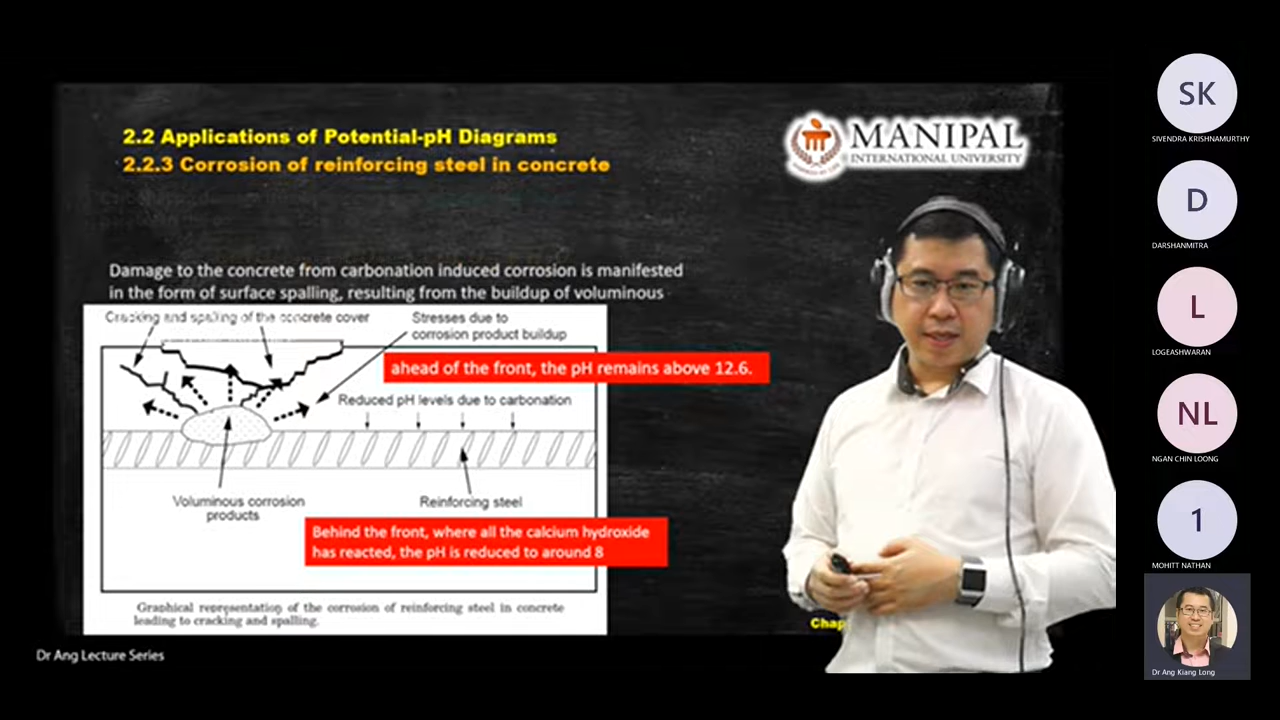 2.2 Applications of Potential-pH Diagrams
2.2.3 Corrosion of reinforcing steel in concrete
MANIPAL
INTERNATIONAL UNIVERSITY
Damage to the concrete from carbonation induced corrosion is manifested
in the form of surface spalling, resulting from the buildup of voluminous
Cracking and spalling of the concrete cover
Stresses due to
corrosion product buildup
ahead of the front, the pH remains above 12.6.
Reduced pH levels due to carbonation
Voluminous corrosion
products
Reinforcing steel
Behind the front, where all the calcium hydroxide
has reacted, the pH is reduced to around 8
Graphical representation of the corrosion of reinforcing steel in concrete
leading to cracking and spalling.
Chap
Dr Ang Lecture Series
SK
SIVENDRA KRISHNAMURTHY
D
DARSHANMITRA
L
LOGEASHWARAN
NL
NGAN CHIN LOONG
1
MOHITT NATHAN
Dr Ang Kiang Long